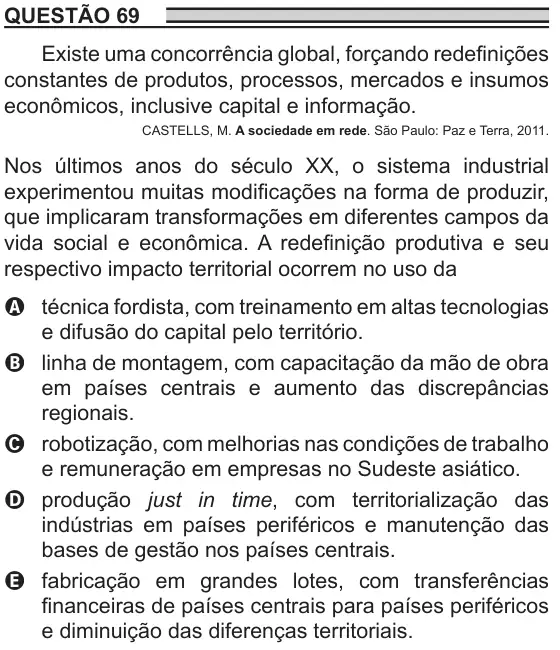 QUESTÃO 69
Existe uma concorrência global, forçando redefinições
constantes de produtos, processos, mercados e insumos
econômicos, inclusive capital e informação.
CASTELLS, M. A sociedade em rede. São Paulo: Paz e Terra, 2011.
Nos últimos anos do século XX, o sistema industrial
experimentou muitas modificações na forma de produzir,
que implicaram transformações em diferentes campos da
vida social e econômica. A redefinição produtiva e seu
respectivo impacto territorial ocorrem no uso da
A técnica fordista, com treinamento em altas tecnologias
e difusão do capital pelo território.
B linha de montagem, com capacitação da mão de obra
em países centrais e aumento das discrepâncias
regionais.
C robotização, com melhorias nas condições de trabalho
e remuneração em empresas no Sudeste asiático.
D produção just in time, com territorialização das
indústrias em países periféricos e manutenção das
bases de gestão nos países centrais.
E fabricação em grandes lotes, com transferências
financeiras de países centrais para países periféricos
e diminuição das diferenças territoriais.